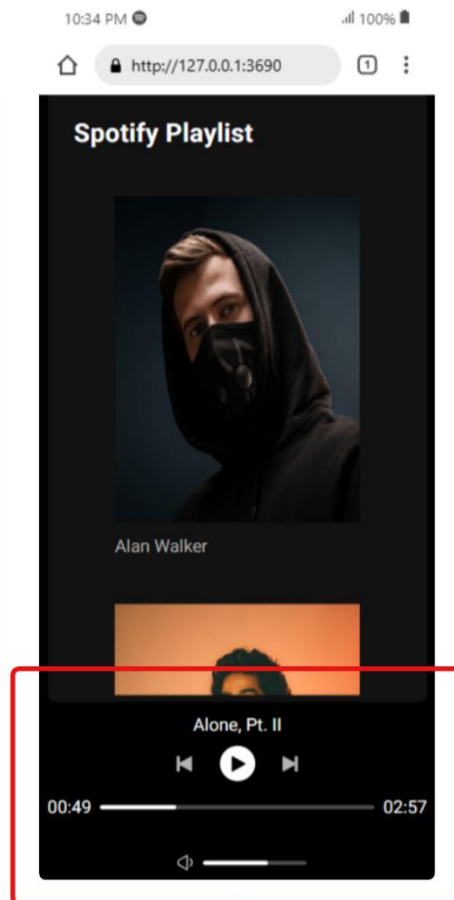 10:34 PM
100%
http://127.0.0.1:3690
1
Spotify Playlist
Alan Walker
Alone, Pt. II
00:49
02:57